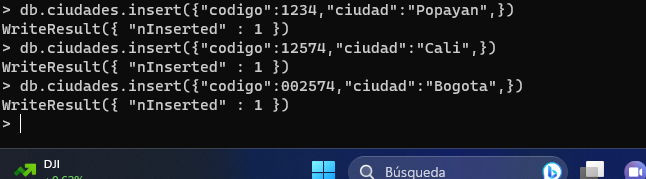 > db.ciudades.insert({"codigo":1234,"ciudad":"Popayan",})
WriteResult({ "nInserted" : 1 })
> db.ciudades.insert({"codigo":12574,"ciudad":"Cali",})
WriteResult({ "nInserted" : 1 })
> db.ciudades.insert({"codigo":002574,"ciudad":"Bogota",})
WriteResult({ "nInserted" : 1 })
>
DJI
Búsqueda